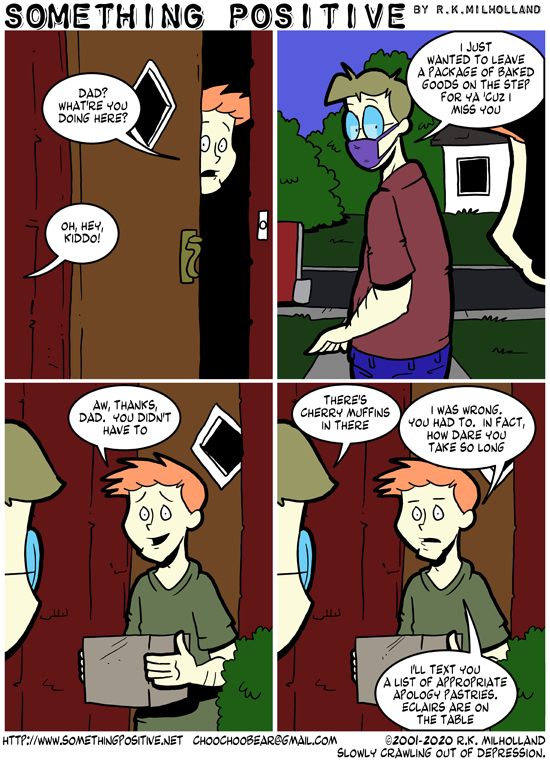 SOMETHING POSITIVE BY R.K.MILHOLLAND
DAD?
WHAT'RE YOU
DOING HERE?
OH, HEY,
KIDDO!
I JUST
WANTED TO LEAVE
A PACKAGE OF BAKED
GOODS ON THE STEP
FOR YA 'CUZ I
MISS YOU
AW, THANKS,
DAD. YOU DIDN'T
HAVE TO
THERE'S
CHERRY MUFFINS
IN THERE
I WAS WRONG.
YOU HAD TO. IN FACT,
HOW DARE YOU
TAKE SO LONG
I'LL TEXT YOU
A LIST OF APPROPRIATE
APOLOGY PASTRIES.
ECLAIRS ARE ON
THE TABLE
HTTP://WWW.SOMETHINGPOSITIVE.NET CHOOCHOOBEAR@GMAIL.COM ©2001-2020 R.K. MILHOLLAND
SLOWLY CRAWLING OUT OF DEPRESSION.